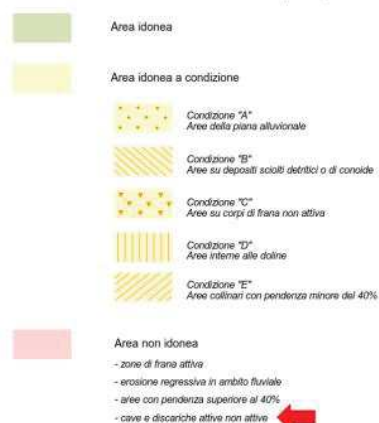 Area idonea
Area idonea a condizione
Condizione "A"
Aree della piana alluvionale
Condizione "B"
Aree su depositi sciolti detritici o di conoide
Condizione "C"
Aree su corpi di frana non attiva
Condizione "D"
Aree interne alle doline
Condizione "E"
Aree collinari con pendenza minore del 40%
Area non idonea
- zone di frana attiva
- erosione regressiva in ambito fluviale
- aree con pendenza superiore al 40%
- cave e discariche attive non attive